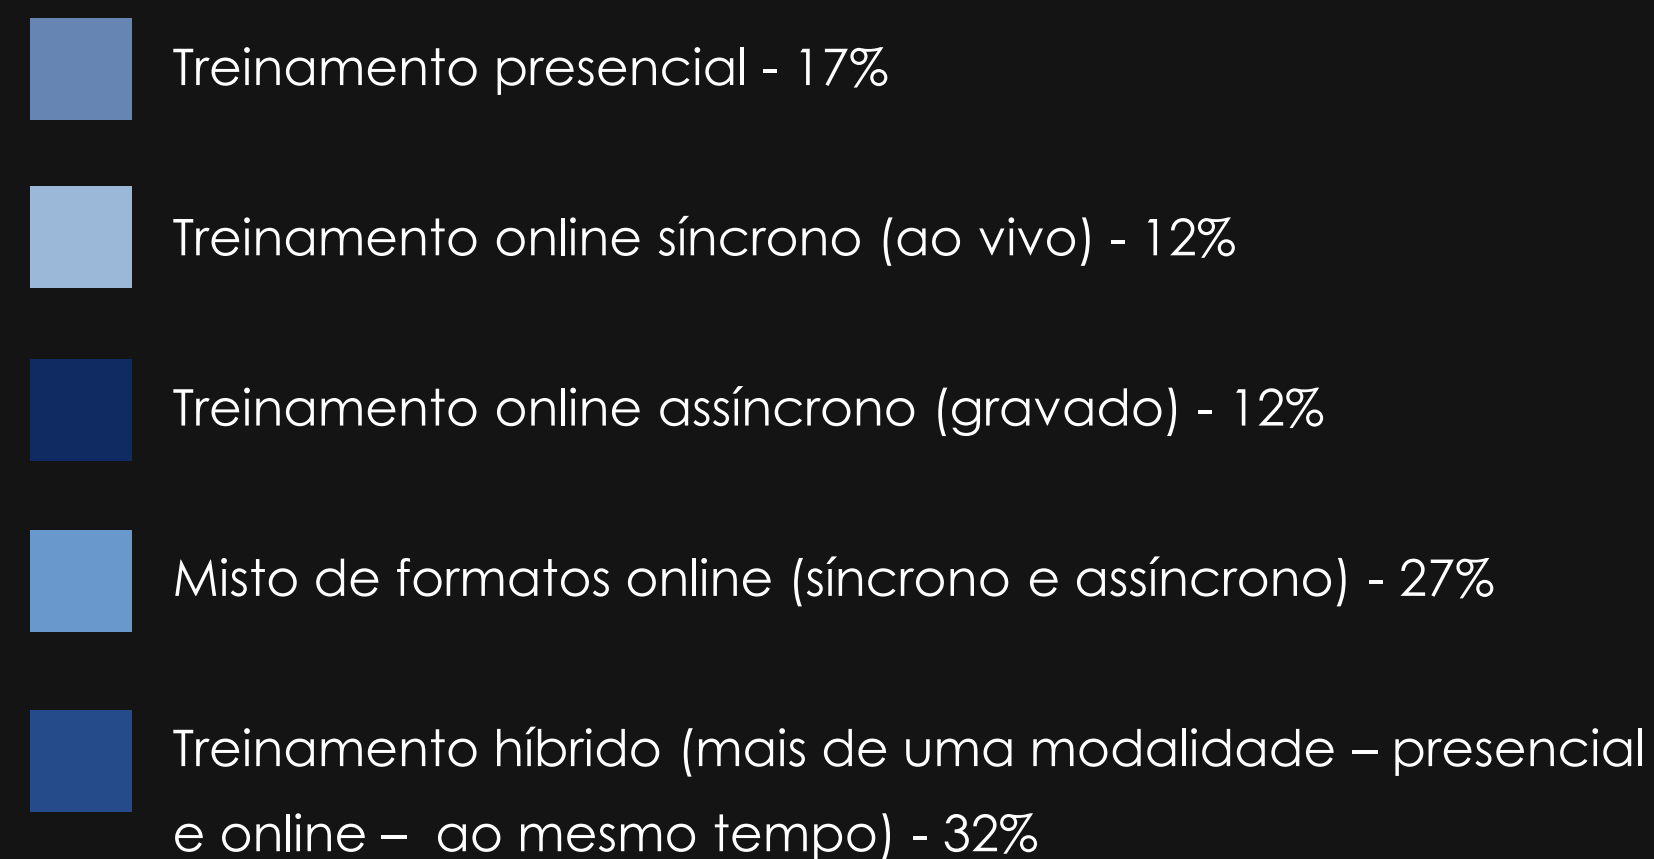 Treinamento presencial - 17%
Treinamento online síncrono (ao vivo) - 12%
Treinamento online assíncrono (gravado) - 12%
Misto de formatos online (síncrono e assíncrono) - 27%
Treinamento híbrido (mais de uma modalidade – presencial
e online –  ao mesmo tempo) - 32%